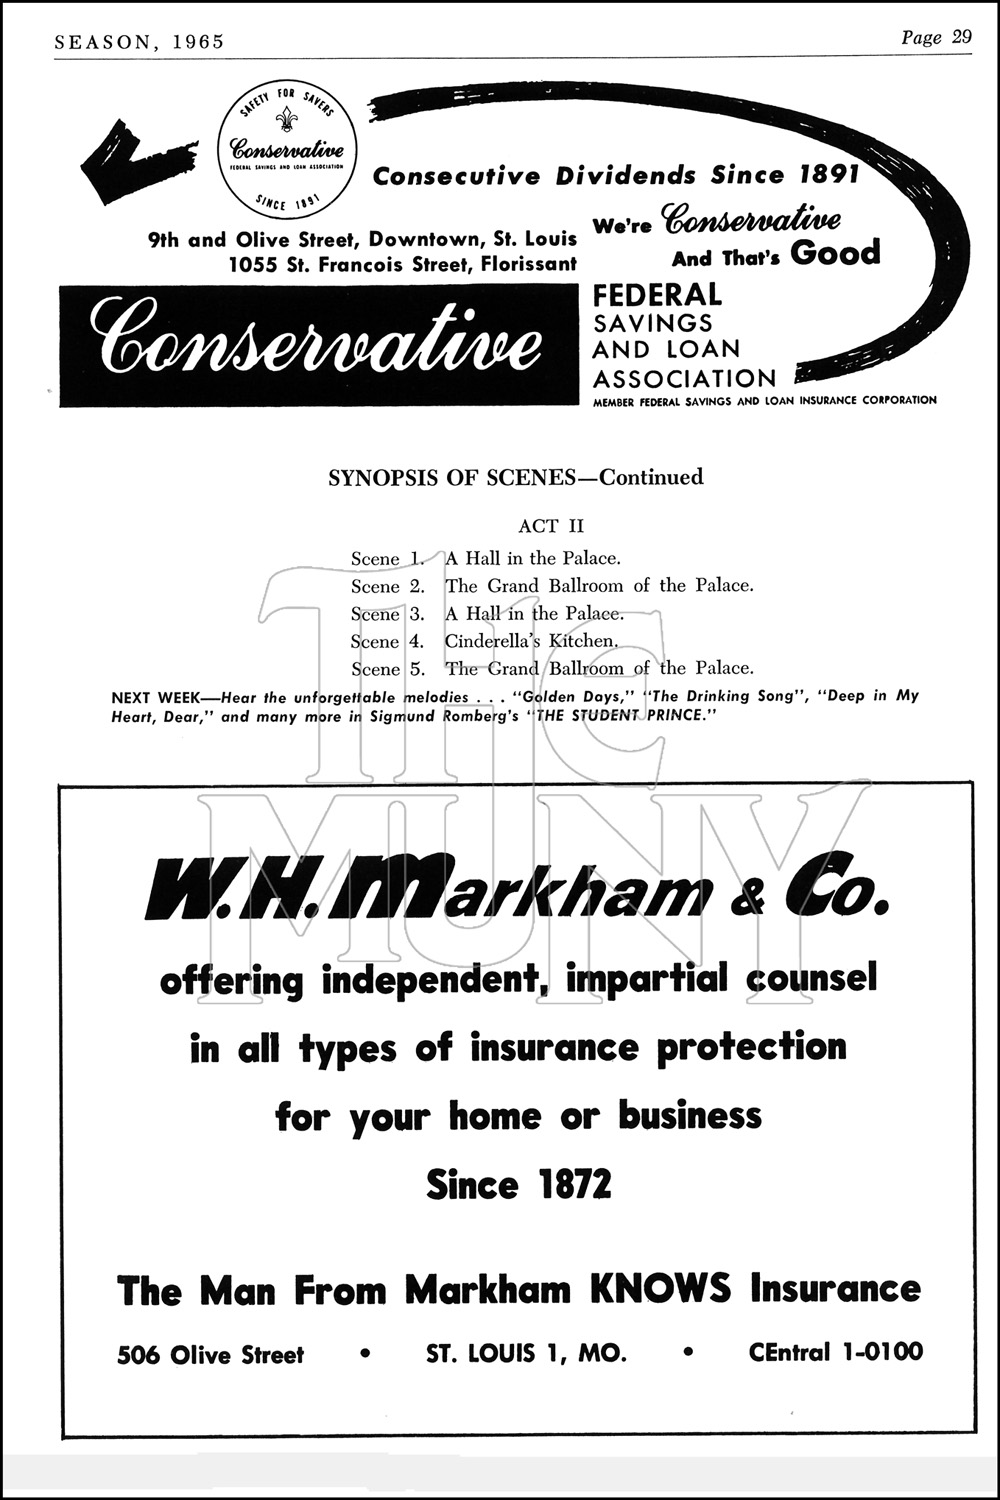 SEASON, 1965
Page 29
SAFETY FOR SAVERS
Conservative
FEDERAL SAVINGS AND LOAN ASSOCIATION
SINCE 1891
Consecutive Dividends Since 1891
We're Conservative
And That's Good
9th and Olive Street, Downtown, St. Louis
1055 St. Francois Street, Florissant
Conservative
FEDERAL
SAVINGS
AND LOAN
ASSOCIATION
MEMBER FEDERAL SAVINGS AND LOAN INSURANCE CORPORATION
SYNOPSIS OF SCENES—Continued
ACT II
Scene 1. A Hall in the Palace.
Scene 2. The Grand Ballroom of the Palace.
Scene 3. A Hall in the Palace.
Scene 4. Cinderella's Kitchen.
Scene 5. The Grand Ballroom of the Palace.
NEXT WEEK—Hear the unforgettable melodies . . . "Golden Days," "The Drinking Song", "Deep in My
Heart, Dear," and many more in Sigmund Romberg's "THE STUDENT PRINCE."
THE
MUNY
W.H. Markham & Co.
offering independent, impartial counsel
in all types of insurance protection
for your home or business
Since 1872
The Man From Markham KNOWS Insurance
506 Olive Street • ST. LOUIS 1, MO. • CEntral 1-0100